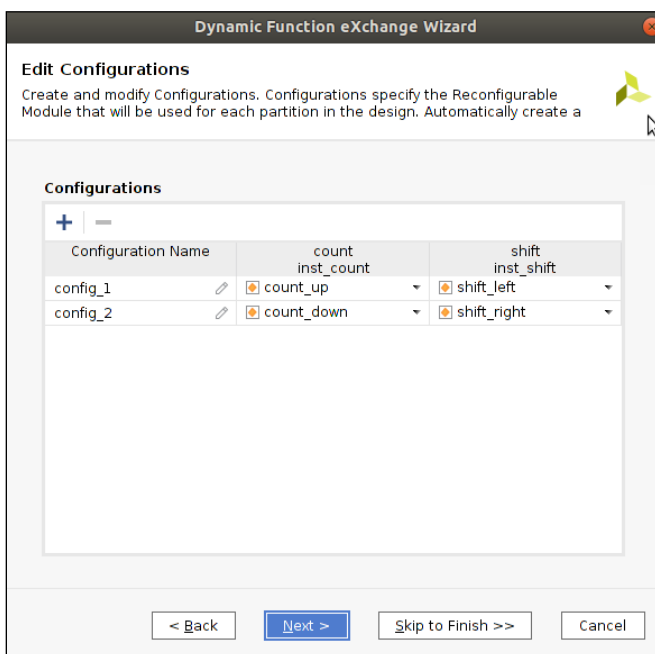 Dynamic Function eXchange Wizard
Edit Configurations
Create and modify Configurations. Configurations specify the Reconfigurable
Module that will be used for each partition in the design. Automatically create a
Configurations
Configuration Name count shift
inst_count inst_shift
config_1 count_up shift_left
config_2 count_down shift_right
< Back Next > Skip to Finish >> Cancel